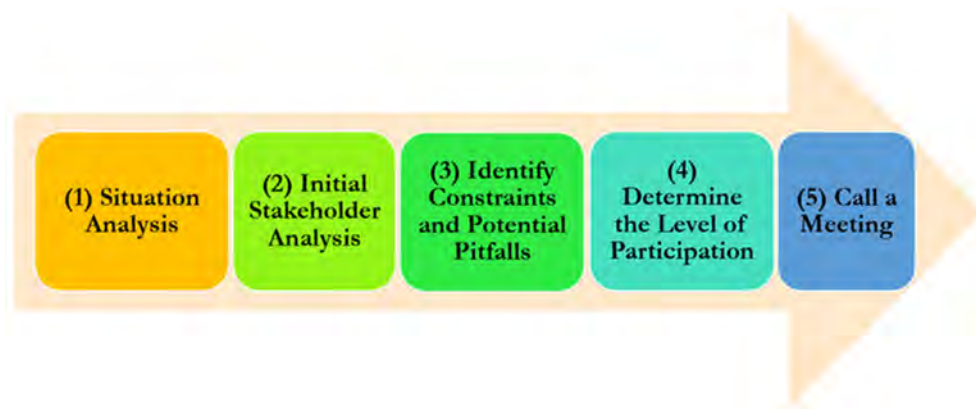 (1) Situation
Analysis
(2) Initial
Stakeholder
Analysis
(3) Identify
Constraints
and Potential
Pitfalls
(4)
Determine
the Level of
Participation
(5) Call a
Meeting